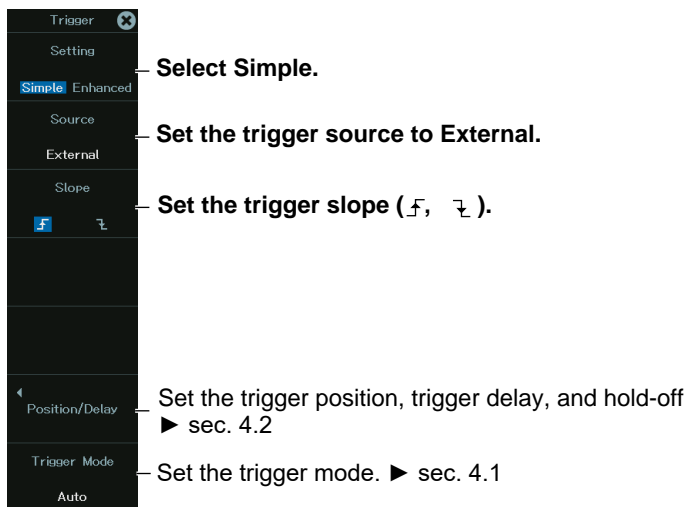 Trigger
Setting
Simple Enhanced
Select Simple.
Source
External
Set the trigger source to External.
Slope
Set the trigger slope ( , ).
Position/Delay
Set the trigger position, trigger delay, and hold-off
► sec. 4.2
Trigger Mode
Auto
Set the trigger mode. ► sec. 4.1